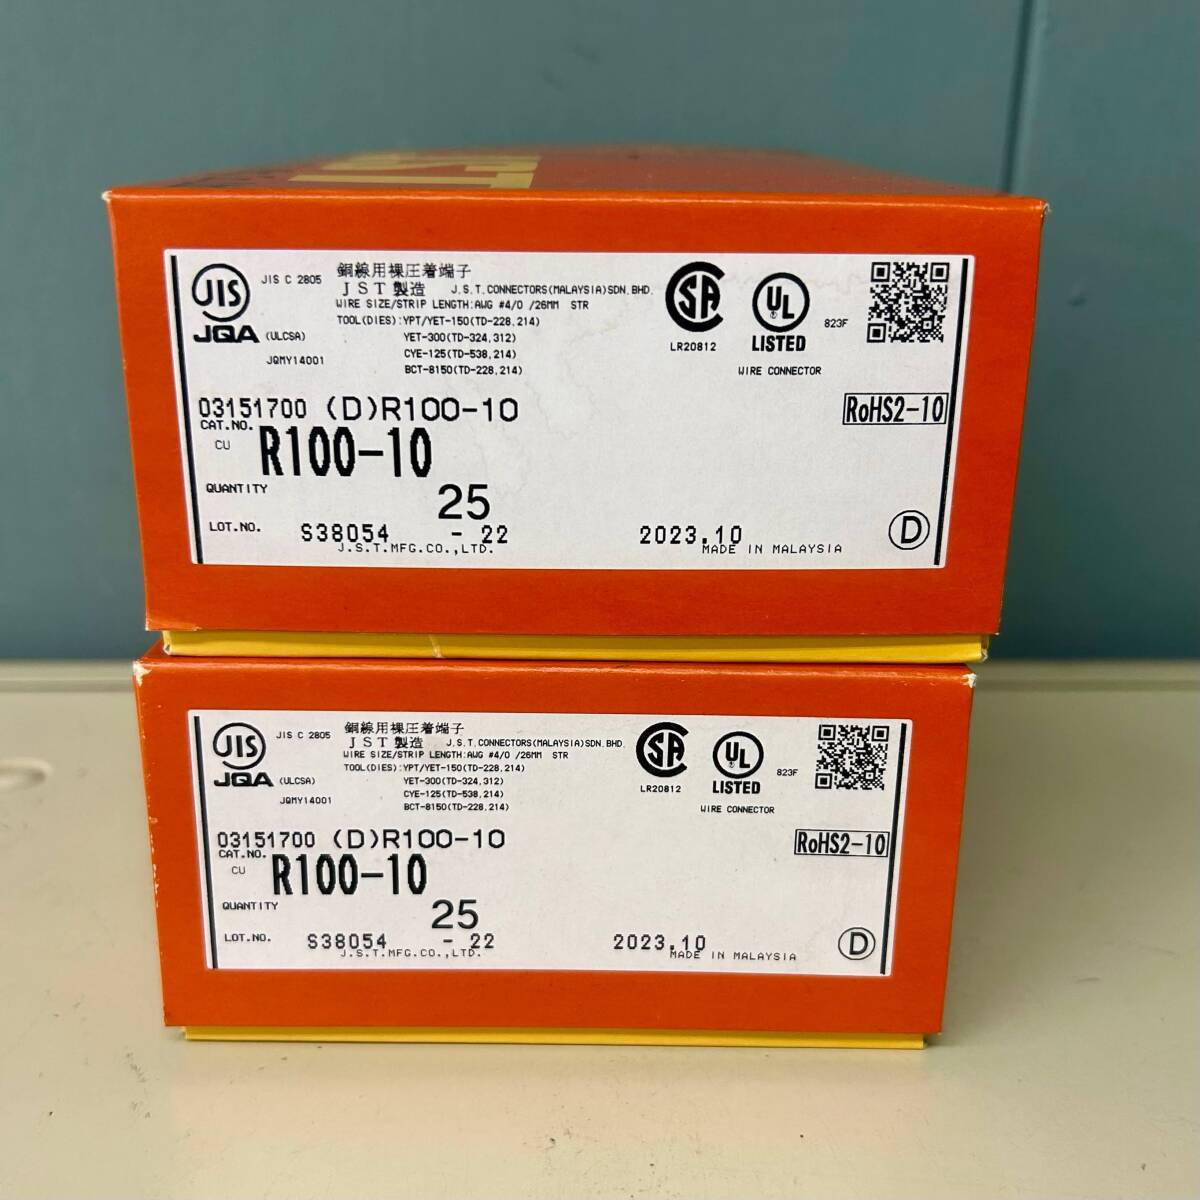 JST
JIS
JQA
JIS C 2805
(ULCSA)
JQMY14001
銅線用裸圧着端子
JST製造 J.S.T.CONNECTORS(MALAYSIA)SDN.BHD.
WIRE SIZE/STRIP LENGTH:AWG #4/0 /26MM STR
TOOL(DIES):YPT/YET-150(TD-228,214)
YET-300(TD-324,312)
CYE-125(TD-538,214)
BCT-8150(TD-228,214)
SA
LR20812
UL
LISTED
823F
WIRE CONNECTOR
03151700 (D)R100-10
RoHS2-10
CAT.NO.
CU
R100-10
QUANTITY
25
LOT.NO. S38054 - 22 2023.10
J.S.T.MFG.CO.,LTD. MADE IN MALAYSIA
D
JIS
JQA
JIS C 2805
(ULCSA)
JQMY14001
銅線用裸圧着端子
JST製造 J.S.T.CONNECTORS(MALAYSIA)SDN.BHD.
WIRE SIZE/STRIP LENGTH:AWG #4/0 /26MM STR
TOOL(DIES):YPT/YET-150(TD-228,214)
YET-300(TD-324,312)
CYE-125(TD-538,214)
BCT-8150(TD-228,214)
SA
LR20812
UL
LISTED
823F
WIRE CONNECTOR
03151700 (D)R100-10
RoHS2-10
CAT.NO.
CU
R100-10
QUANTITY
25
LOT.NO. S38054 - 22 2023.10
J.S.T.MFG.CO.,LTD. MADE IN MALAYSIA
D